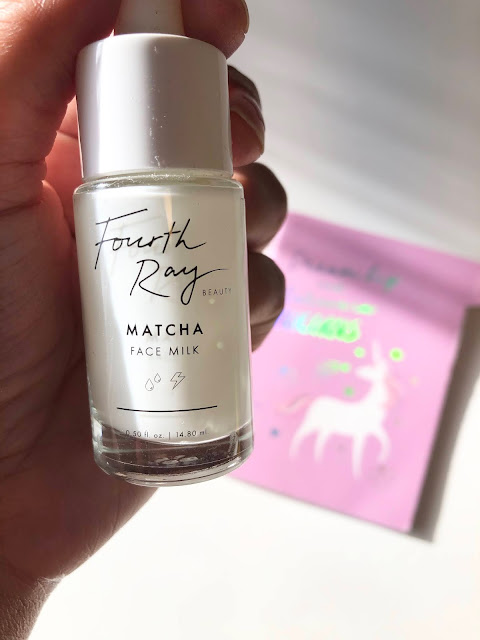 Fourth
Ray
BEAUTY
MATCHA
FACE MILK
0.50 fl. oz. | 14.80 ml